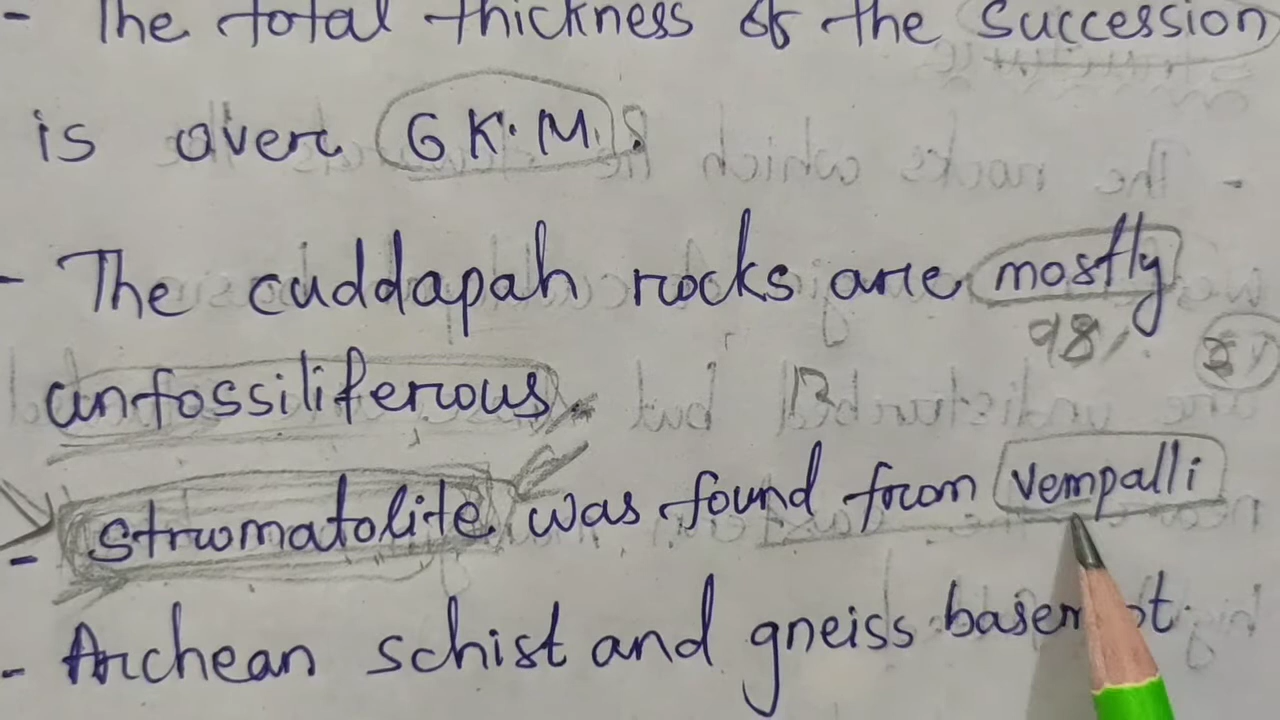 - The total thickness of the succession
is over 6 K.M.
- The cuddapah rocks are mostly
98%
unfossiliferous.
- stromatolite was found from vempalli
- Archean schist and gneiss